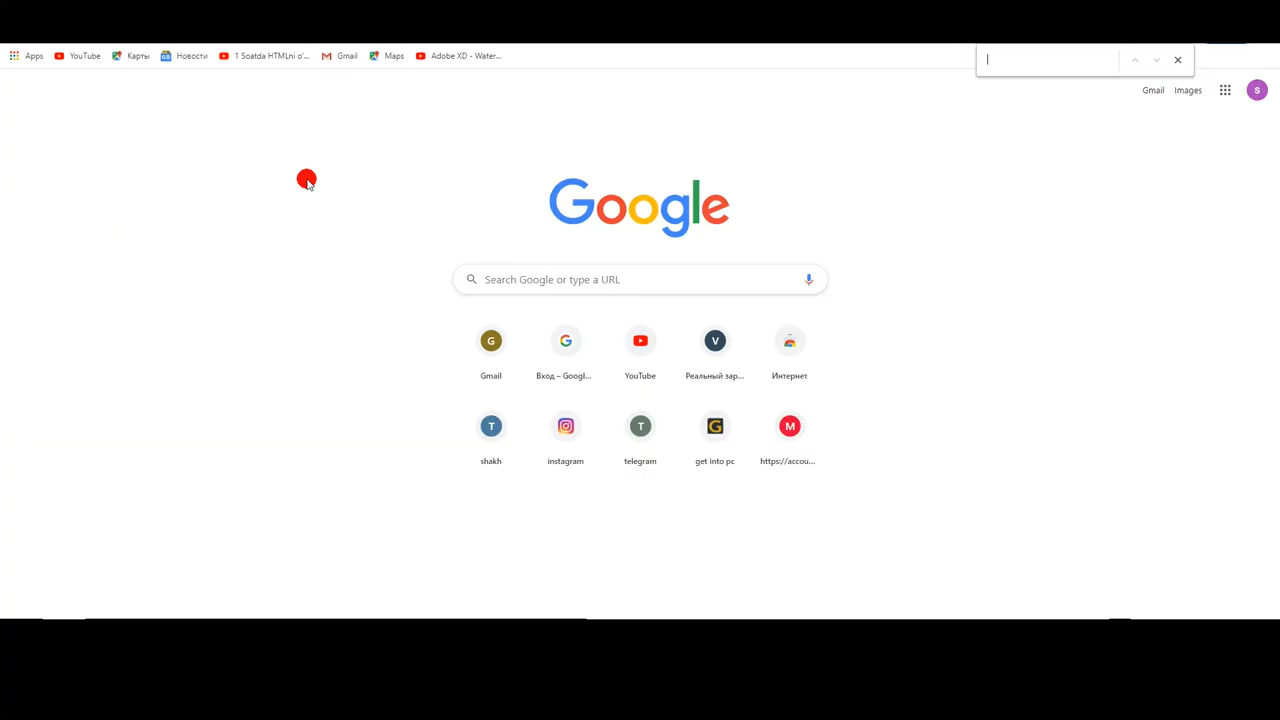 Apps YouTube Карты Новости 1 Soatda HTMLni o'... Gmail Maps Adobe XD - Water...
Gmail Images S
Google
Search Google or type a URL
G V
Gmail Вход – Googl... YouTube Реальный зар... Интернет
T T G M
shakh instagram telegram get into pc https://accou...